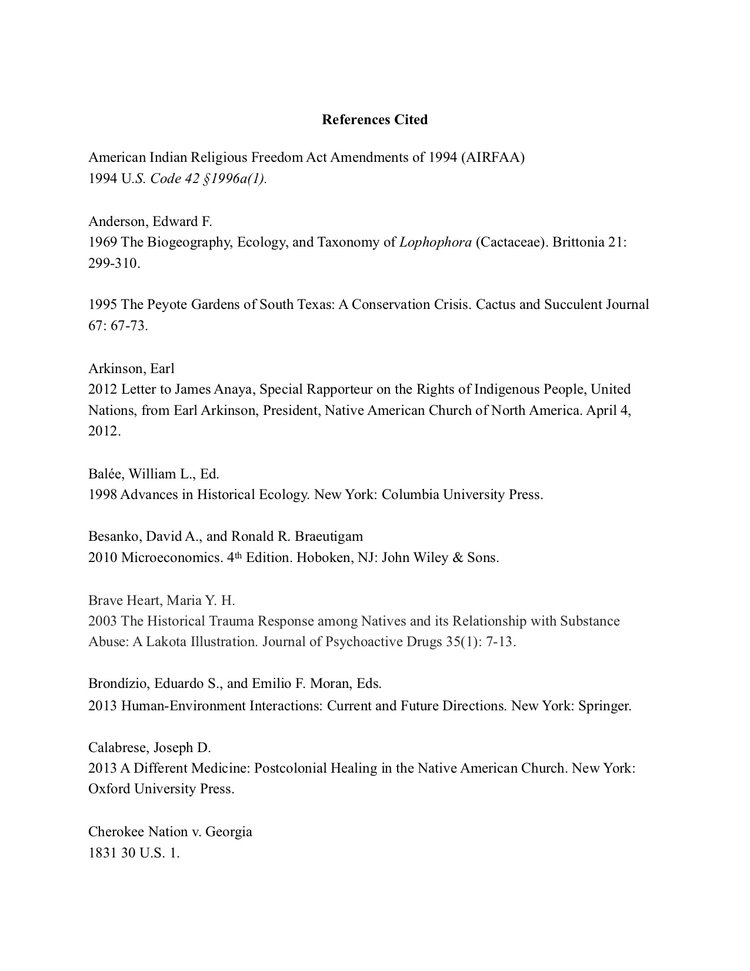 References Cited
American Indian Religious Freedom Act Amendments of 1994 (AIRFAA)
1994 U.S. Code 42 §1996a(1).
Anderson, Edward F.
1969 The Biogeography, Ecology, and Taxonomy of Lophophora (Cactaceae). Brittonia 21:
299-310.
1995 The Peyote Gardens of South Texas: A Conservation Crisis. Cactus and Succulent Journal
67: 67-73.
Arkinson, Earl
2012 Letter to James Anaya, Special Rapporteur on the Rights of Indigenous People, United
Nations, from Earl Arkinson, President, Native American Church of North America. April 4,
2012.
Balée, William L., Ed.
1998 Advances in Historical Ecology. New York: Columbia University Press.
Besanko, David A., and Ronald R. Braeutigam
2010 Microeconomics. 4th Edition. Hoboken, NJ: John Wiley & Sons.
Brave Heart, Maria Y. H.
2003 The Historical Trauma Response among Natives and its Relationship with Substance
Abuse: A Lakota Illustration. Journal of Psychoactive Drugs 35(1): 7-13.
Brondízio, Eduardo S., and Emilio F. Moran, Eds.
2013 Human-Environment Interactions: Current and Future Directions. New York: Springer.
Calabrese, Joseph D.
2013 A Different Medicine: Postcolonial Healing in the Native American Church. New York:
Oxford University Press.
Cherokee Nation v. Georgia
1831 30 U.S. 1.